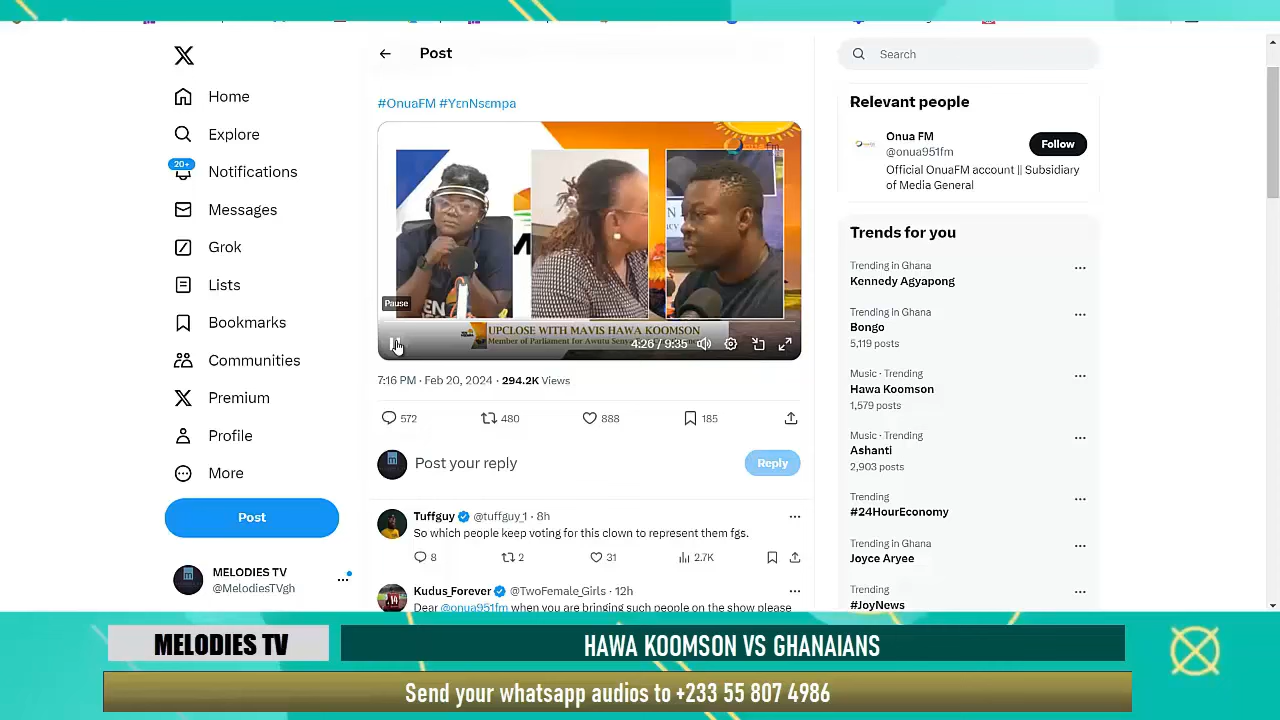 Post
Search
#OnuaFM #YɛnNsɛmpa
Home
Explore
20+
Notifications
Messages
Grok
Lists
Bookmarks
Communities
Premium
Profile
More
Post
MELODIES TV
@MelodiesTVgh
Pause
UPCLOSE WITH MAVIS HAWA KOOMSON
Member of Parliament for Awutu
4:26 / 9:35
7:16 PM · Feb 20, 2024 · 294.2K Views
572 480 888 185
Post your reply
Reply
Tuffguy @tuffguy_1 · 8h
So which people keep voting for this clown to represent them fgs.
8 2 31 2.7K
Kudus_Forever @TwoFemale_Girls · 12h
Dear @onua951fm when you are bringing such people on the show please
Relevant people
Onua FM
@onua951fm
Follow
Official OnuaFM account || Subsidiary
of Media General
Trends for you
Trending in Ghana
Kennedy Agyapong
Trending in Ghana
Bongo
5,119 posts
Music · Trending
Hawa Koomson
1,579 posts
Music · Trending
Ashanti
2,903 posts
Trending
#24HourEconomy
Trending in Ghana
Joyce Aryee
Trending
#JoyNews
MELODIES TV
HAWA KOOMSON VS GHANAIANS
Send your whatsapp audios to +233 55 807 4986